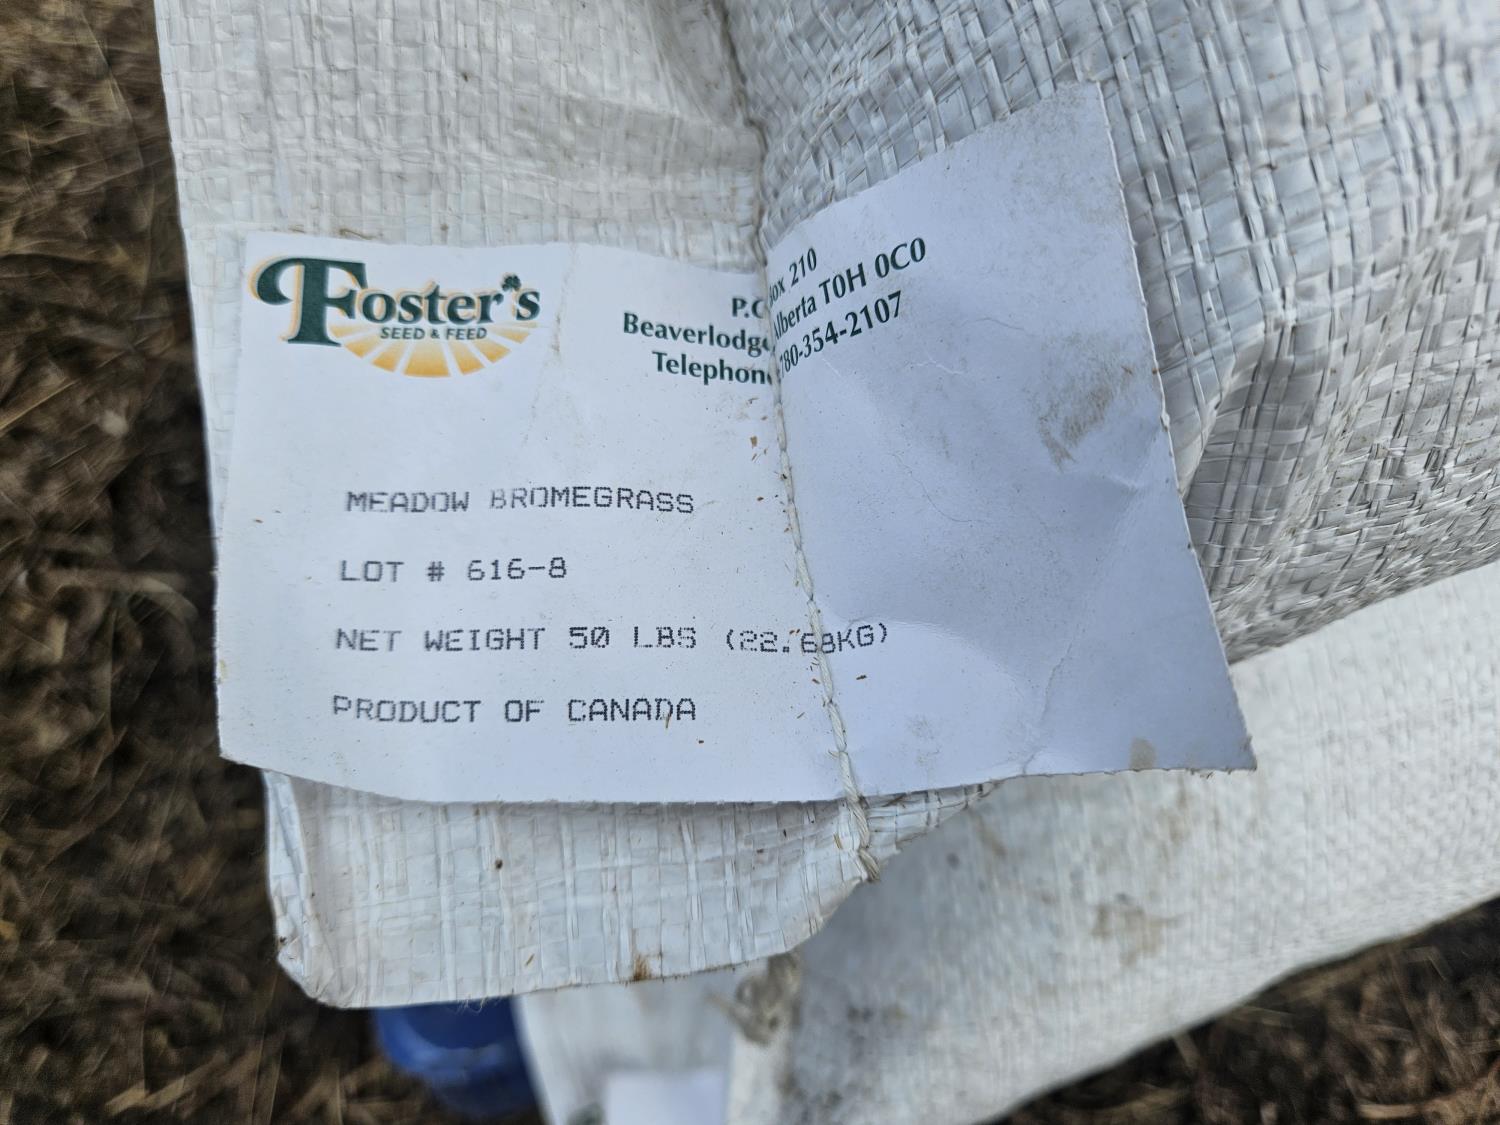 Foster's
SEED & FEED
P.O. Box 210
Beaverlodge, Alberta T0H 0C0
Telephone 780-354-2107
MEADOW BROMEGRASS
LOT # 616-8
NET WEIGHT 50 LBS (22.68KG)
PRODUCT OF CANADA